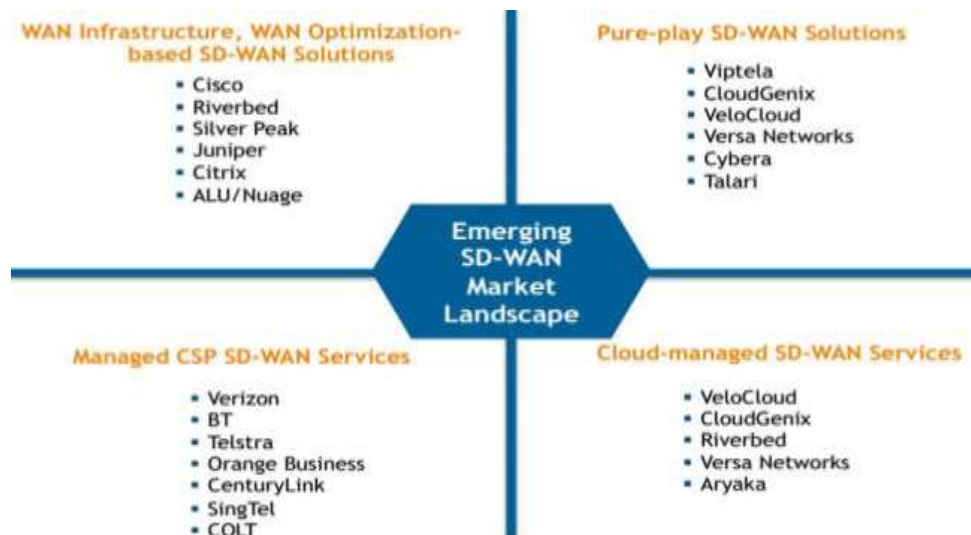 WAN Infrastructure, WAN Optimization-
based SD-WAN Solutions
▪ Cisco
▪ Riverbed
▪ Silver Peak
▪ Juniper
▪ Citrix
▪ ALU/Nuage
Pure-play SD-WAN Solutions
▪ Viptela
▪ CloudGenix
▪ VeloCloud
▪ Versa Networks
▪ Cybera
▪ Talari
Emerging
SD-WAN
Market
Landscape
Managed CSP SD-WAN Services
▪ Verizon
▪ BT
▪ Telstra
▪ Orange Business
▪ CenturyLink
▪ SingTel
▪ COLT
Cloud-managed SD-WAN Services
▪ VeloCloud
▪ CloudGenix
▪ Riverbed
▪ Versa Networks
▪ Aryaka